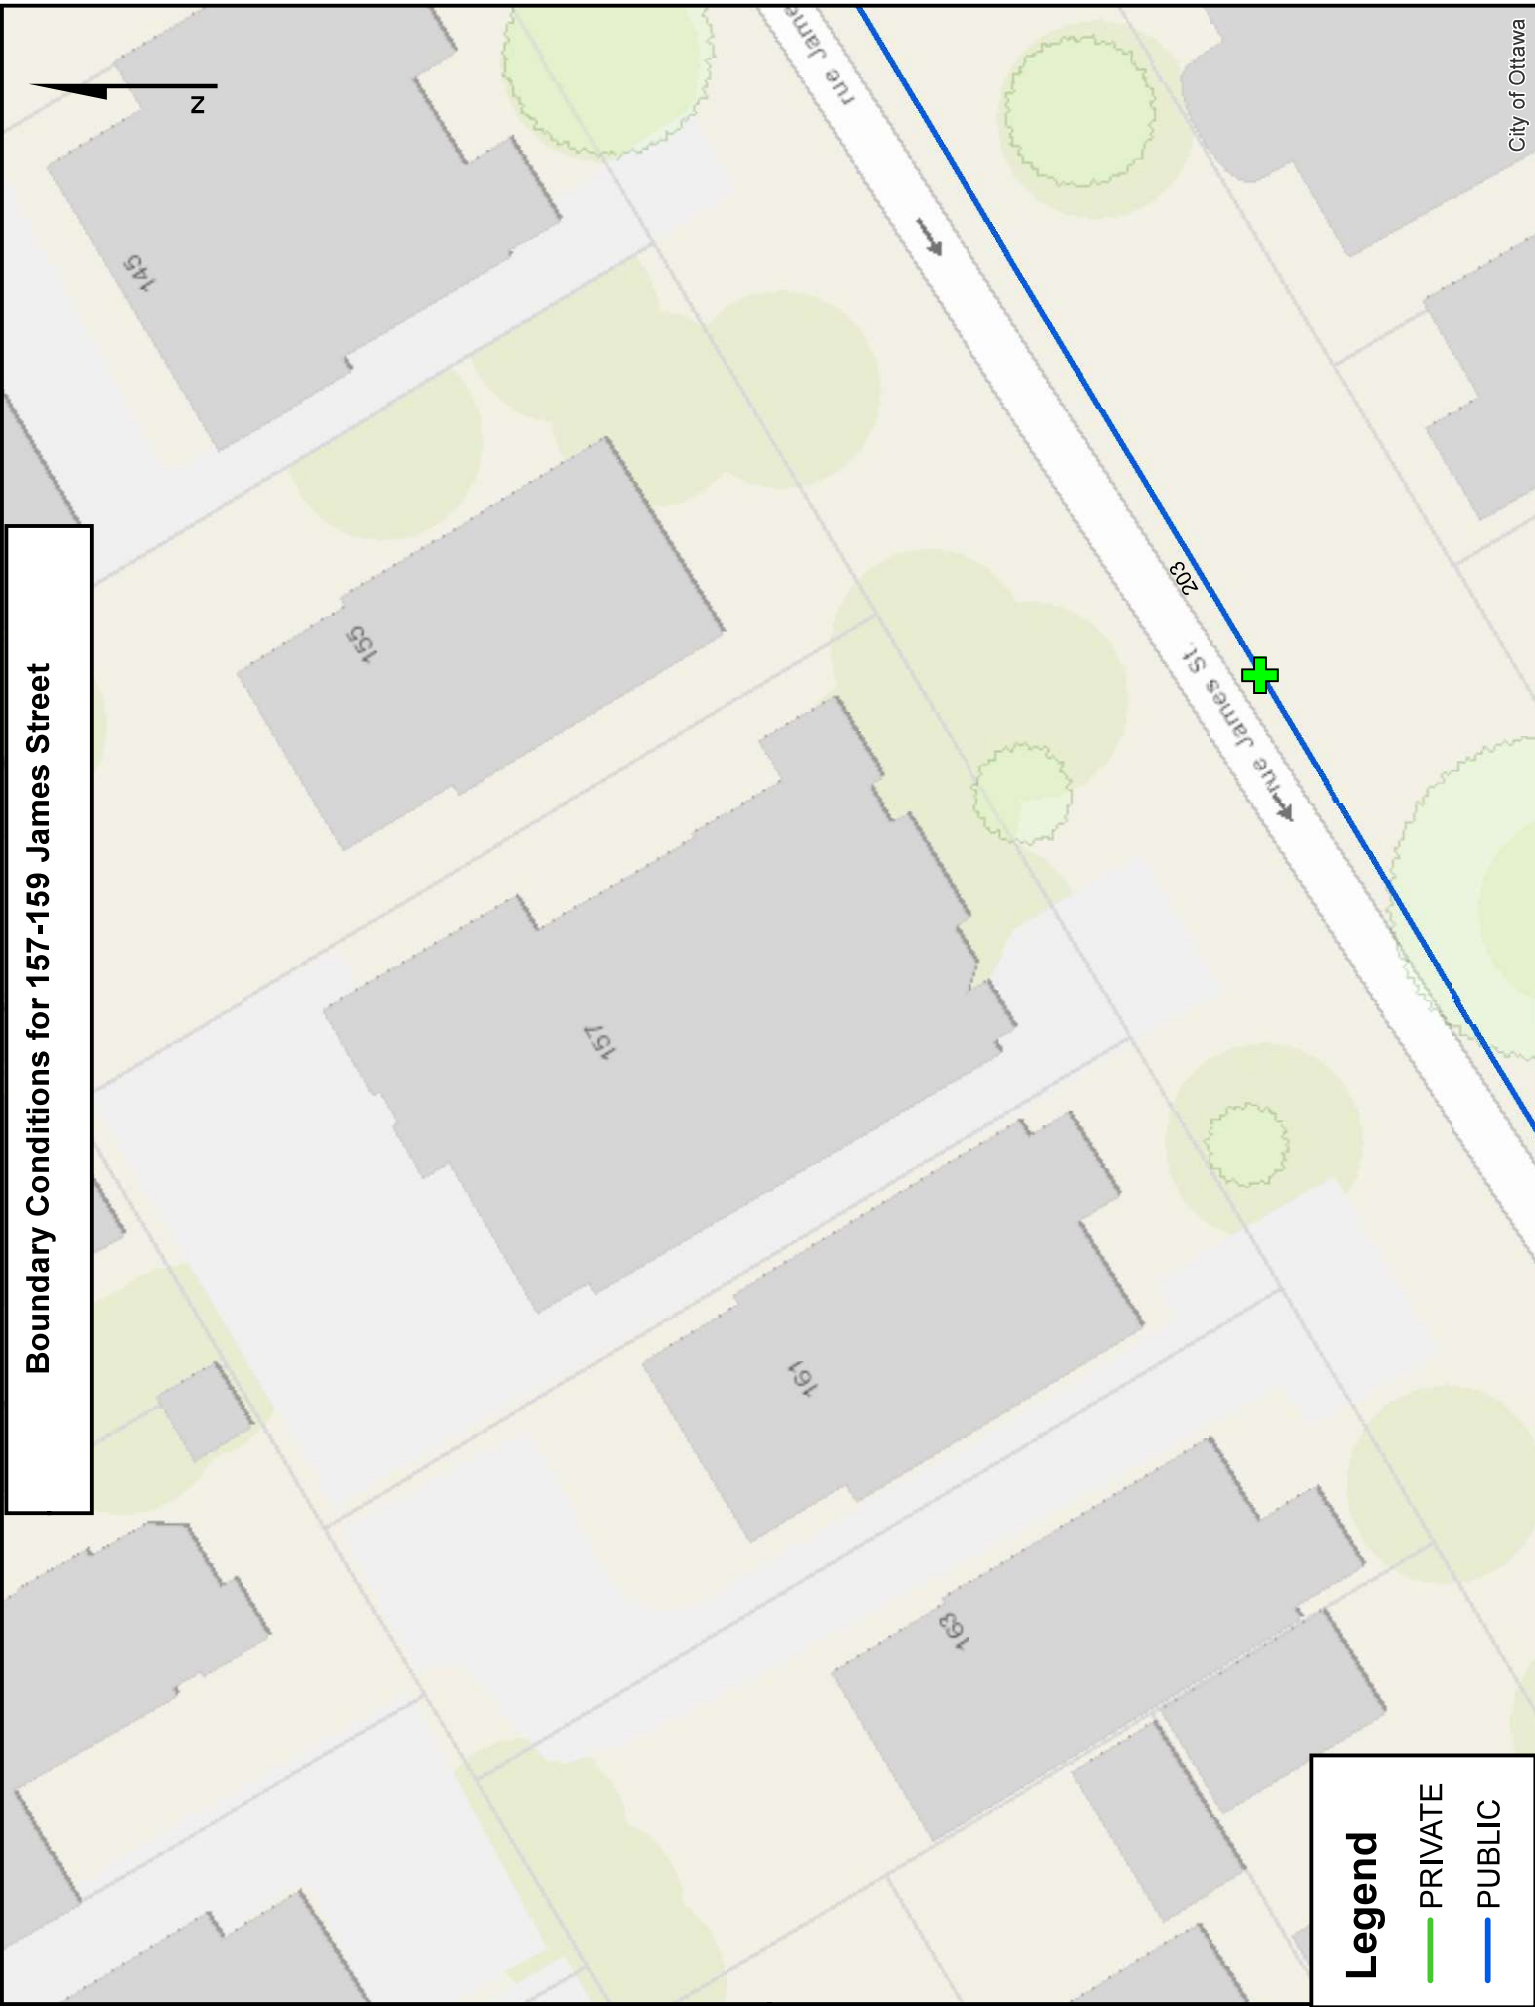 Boundary Conditions for 157-159 James Street
N
145
155
157
161
163
rue Jame
203
rue James St.
Legend
PRIVATE
PUBLIC
City of Ottawa